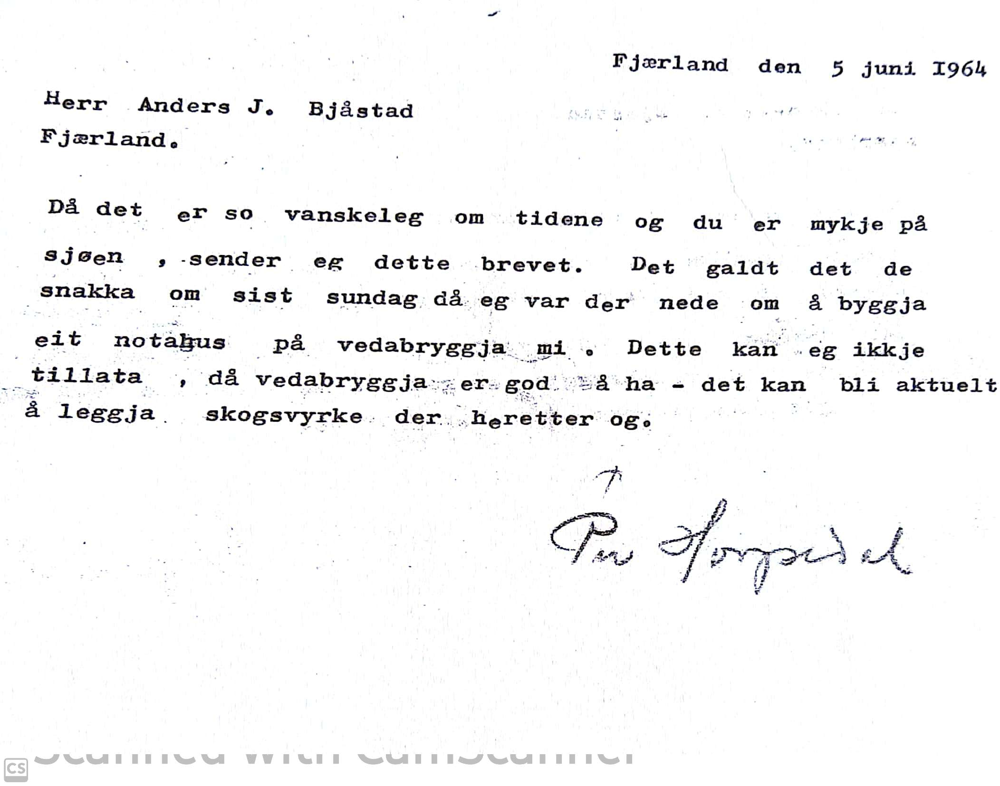 Fjærland den 5 juni I964
Herr Anders J. Bjåstad
Fjærland.
Då det er so vanskeleg om tidene og du er mykje på
sjøen , sender eg dette brevet. Det galdt det de
snakka om sist sundag då eg var der nede om å byggja
eit notahus på vedabryggja mi . Dette kan eg ikkje
tillata , då vedabryggja er god å ha - det kan bli aktuelt
å leggja skogsvyrke der heretter og.
Per
CS Scanned with CamScanner